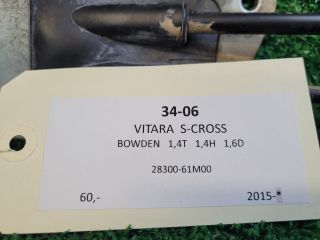 34-06
VITARA S-CROSS
BOWDEN 1,4T 1,4H 1,6D
28300-61M00
60,- 2015-*